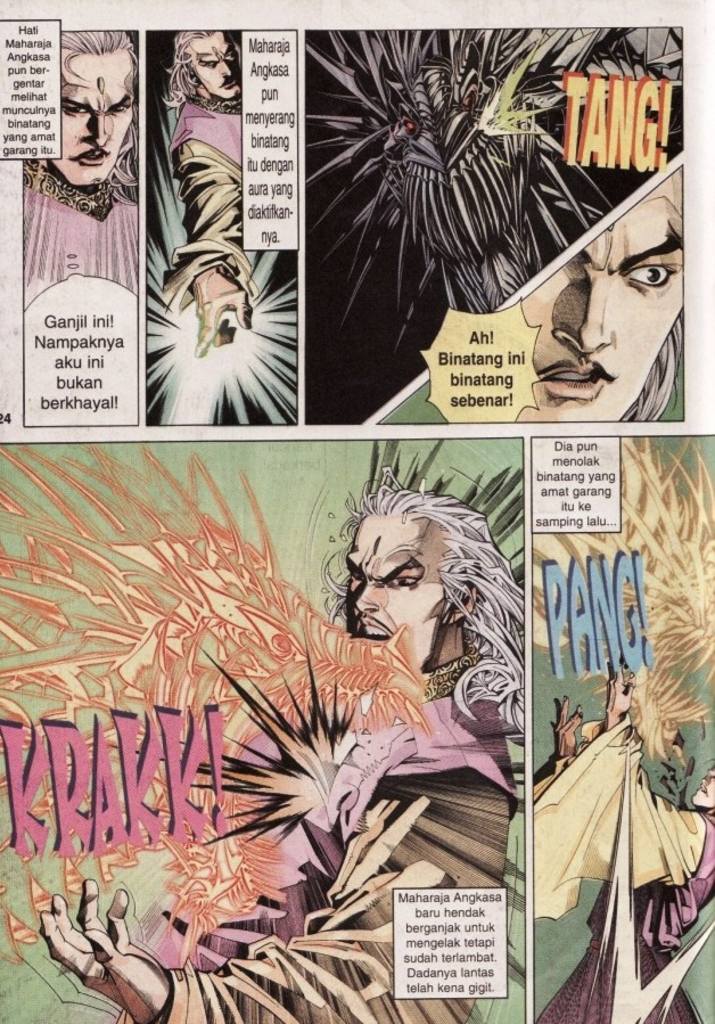 Hati
Maharaja
Angkasa
pun ber-
gentar
melihat
munculnya
binatang
yang amat
garang itu.
Ganjil ini!
Nampaknya
aku ini
bukan
berkhayal!
Maharaja
Angkasa
pun
menyerang
binatang
itu dengan
aura yang
diaktifkan-
nya.
TANG!
Ah!
Binatang ini
binatang
sebenar!
24
KRAKK!
Maharaja Angkasa
baru hendak
berganjak untuk
mengelak tetapi
sudah terlambat.
Dadanya lantas
telah kena gigit.
Dia pun
menolak
binatang yang
amat garang
itu ke
samping lalu...
PANG!